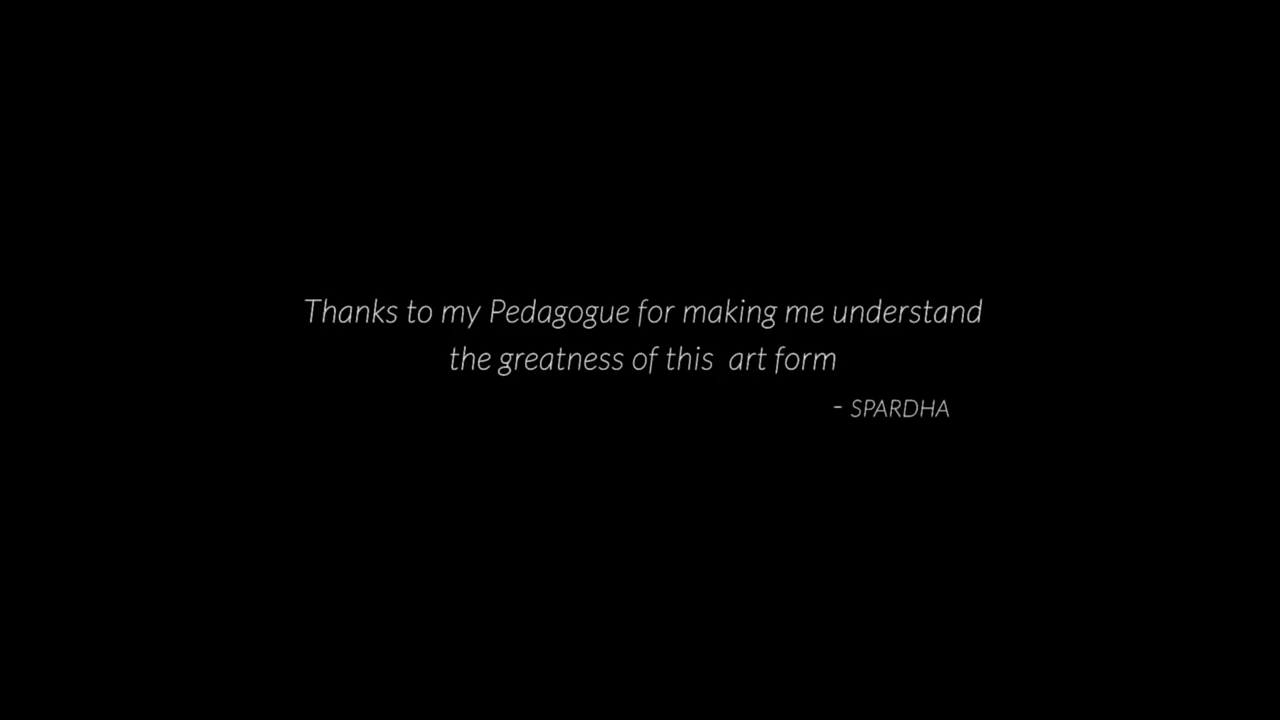 Thanks to my Pedagogue for making me understand
the greatness of this  art form
- SPARDHA